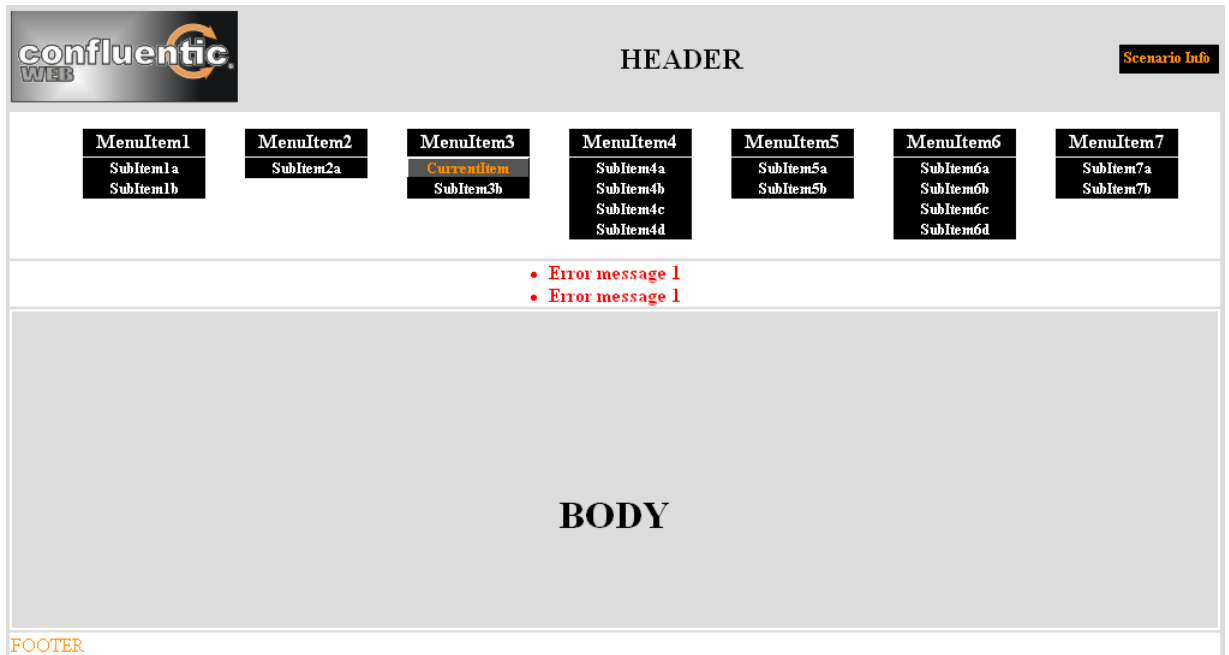 confluentic
WEB
HEADER
Scenario Info
MenuItem1 MenuItem2 MenuItem3 MenuItem4 MenuItem5 MenuItem6 MenuItem7
SubItem1a SubItem2a CurrentItem SubItem4a SubItem5a SubItem6a SubItem7a
SubItem1b SubItem3b SubItem4b SubItem5b SubItem6b SubItem7b
SubItem4c SubItem6c
SubItem4d SubItem6d
• Error message 1
• Error message 1
BODY
FOOTER